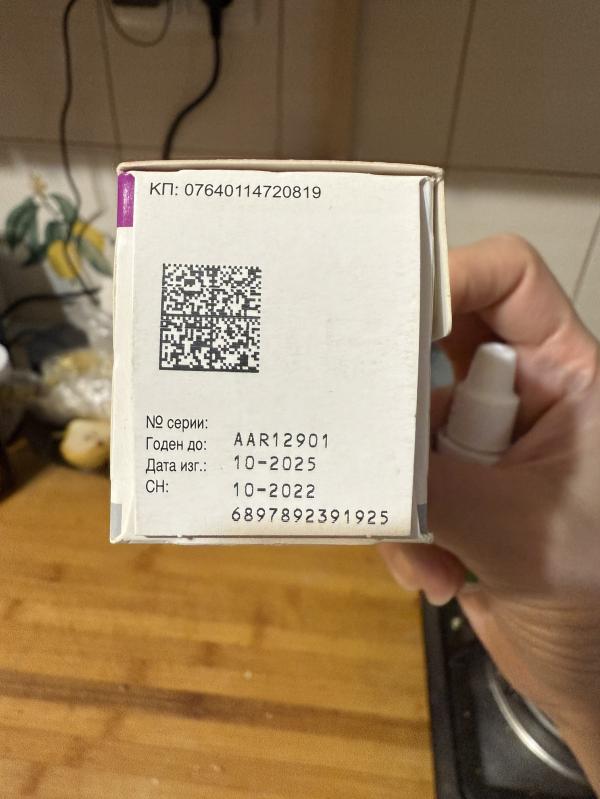 КП: 07640114720819
№ серии: AAR12901
Годен до: 10-2025
Дата изг.: 10-2022
СН: 6897892391925